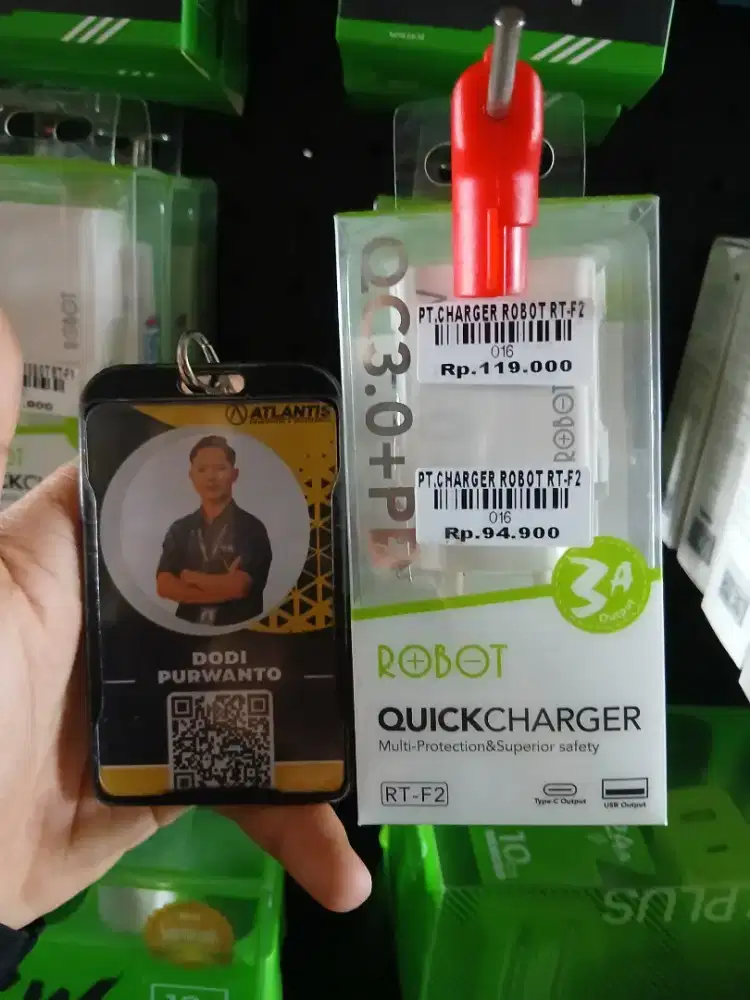 ATLANTIS
DODI
PURWANTO
QC3.0+PD
PT.CHARGER ROBOT RT-F2
016
Rp.119.000
ROBOT
PT.CHARGER ROBOT RT-F2
016
Rp.94.900
3A
Output
ROBOT
QUICKCHARGER
Multi-Protection&Superior safety
RT-F2
Type-C Output
USB Output
ROBOT
PLUS